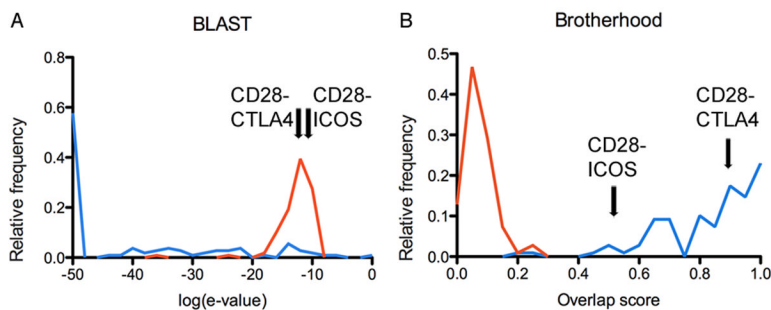 A
BLAST
Relative frequency
0.8
0.6
0.4
0.2
0.0
CD28-
CTLA4
CD28-
ICOS
-50
-40
-30
-20
-10
0
log(e-value)
B
Brotherhood
Relative frequency
0.5
0.4
0.3
0.2
0.1
0.0
CD28-
ICOS
CD28-
CTLA4
0.0
0.2
0.4
0.6
0.8
1.0
Overlap score